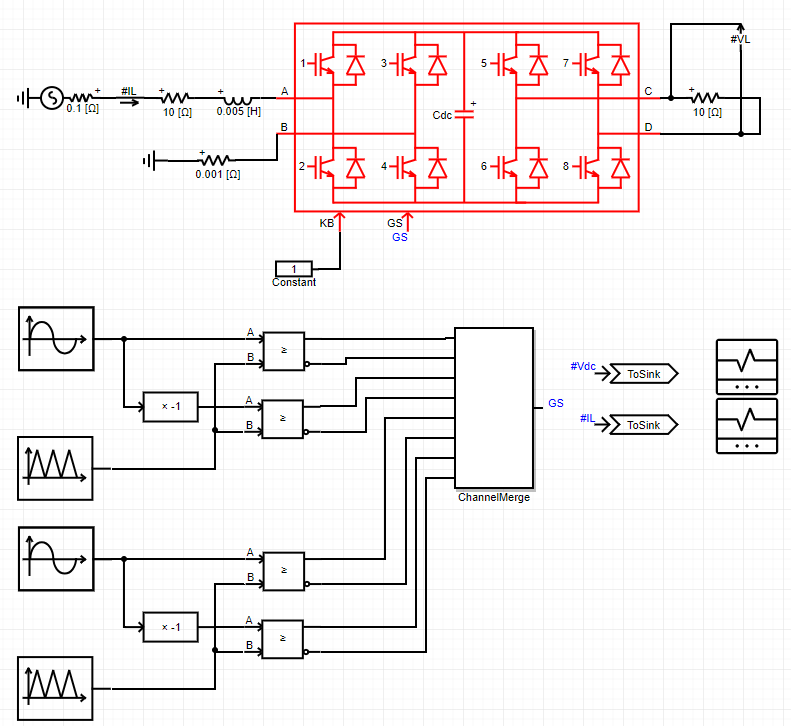 #VL
1
3
5
7
+
#IL
+
+
A
C
+
0.1 [Ω]
10 [Ω]
0.005 [H]
Cdc
+
10 [Ω]
B
D
+
0.001 [Ω]
2
4
6
8
KB
GS
GS
1
Constant
A
≥
B
× -1
A
≥
B
#Vdc
ToSink
GS
#IL
ToSink
ChannelMerge
A
≥
B
× -1
A
≥
B